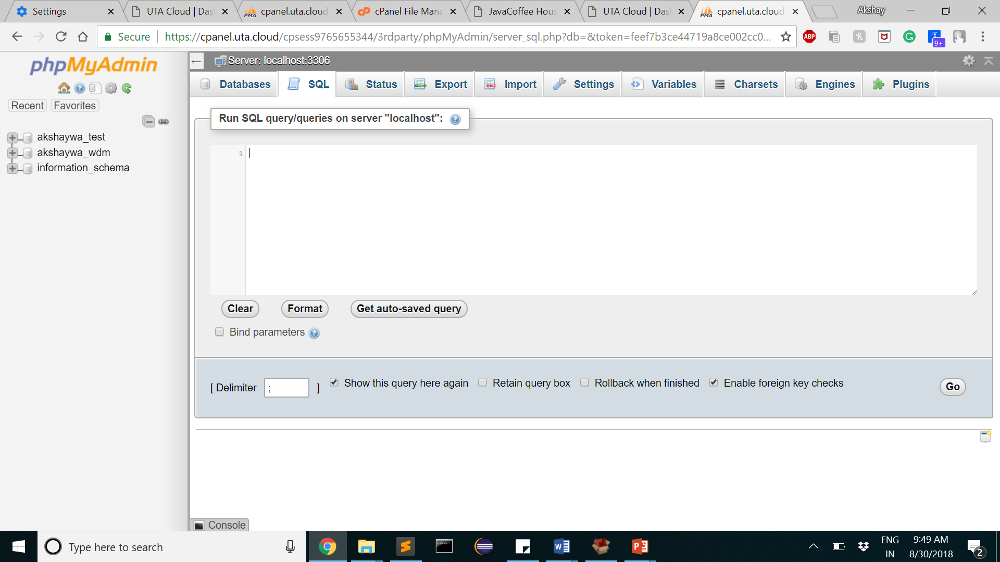 Settings
UTA Cloud | Das
cpanel.uta.cloud
cPanel File Mana
JavaCoffee Hous
UTA Cloud | Das
cpanel.uta.cloud
Akshay
Secure
https://cpanel.uta.cloud/cpsess9765655344/3rdparty/phpMyAdmin/server_sql.php?db=&token=feef7b3ce44719a8ce002cc0...
ABP
9+
phpMyAdmin
Recent
Favorites
akshaywa_test
akshaywa_wdm
information_schema
Server: localhost:3306
Databases
SQL
Status
Export
Import
Settings
Variables
Charsets
Engines
Plugins
Run SQL query/queries on server "localhost":
1
Clear
Format
Get auto-saved query
Bind parameters
[ Delimiter ; ]
Show this query here again
Retain query box
Rollback when finished
Enable foreign key checks
Go
Console
Type here to search
ENG
IN
9:49 AM
8/30/2018
2